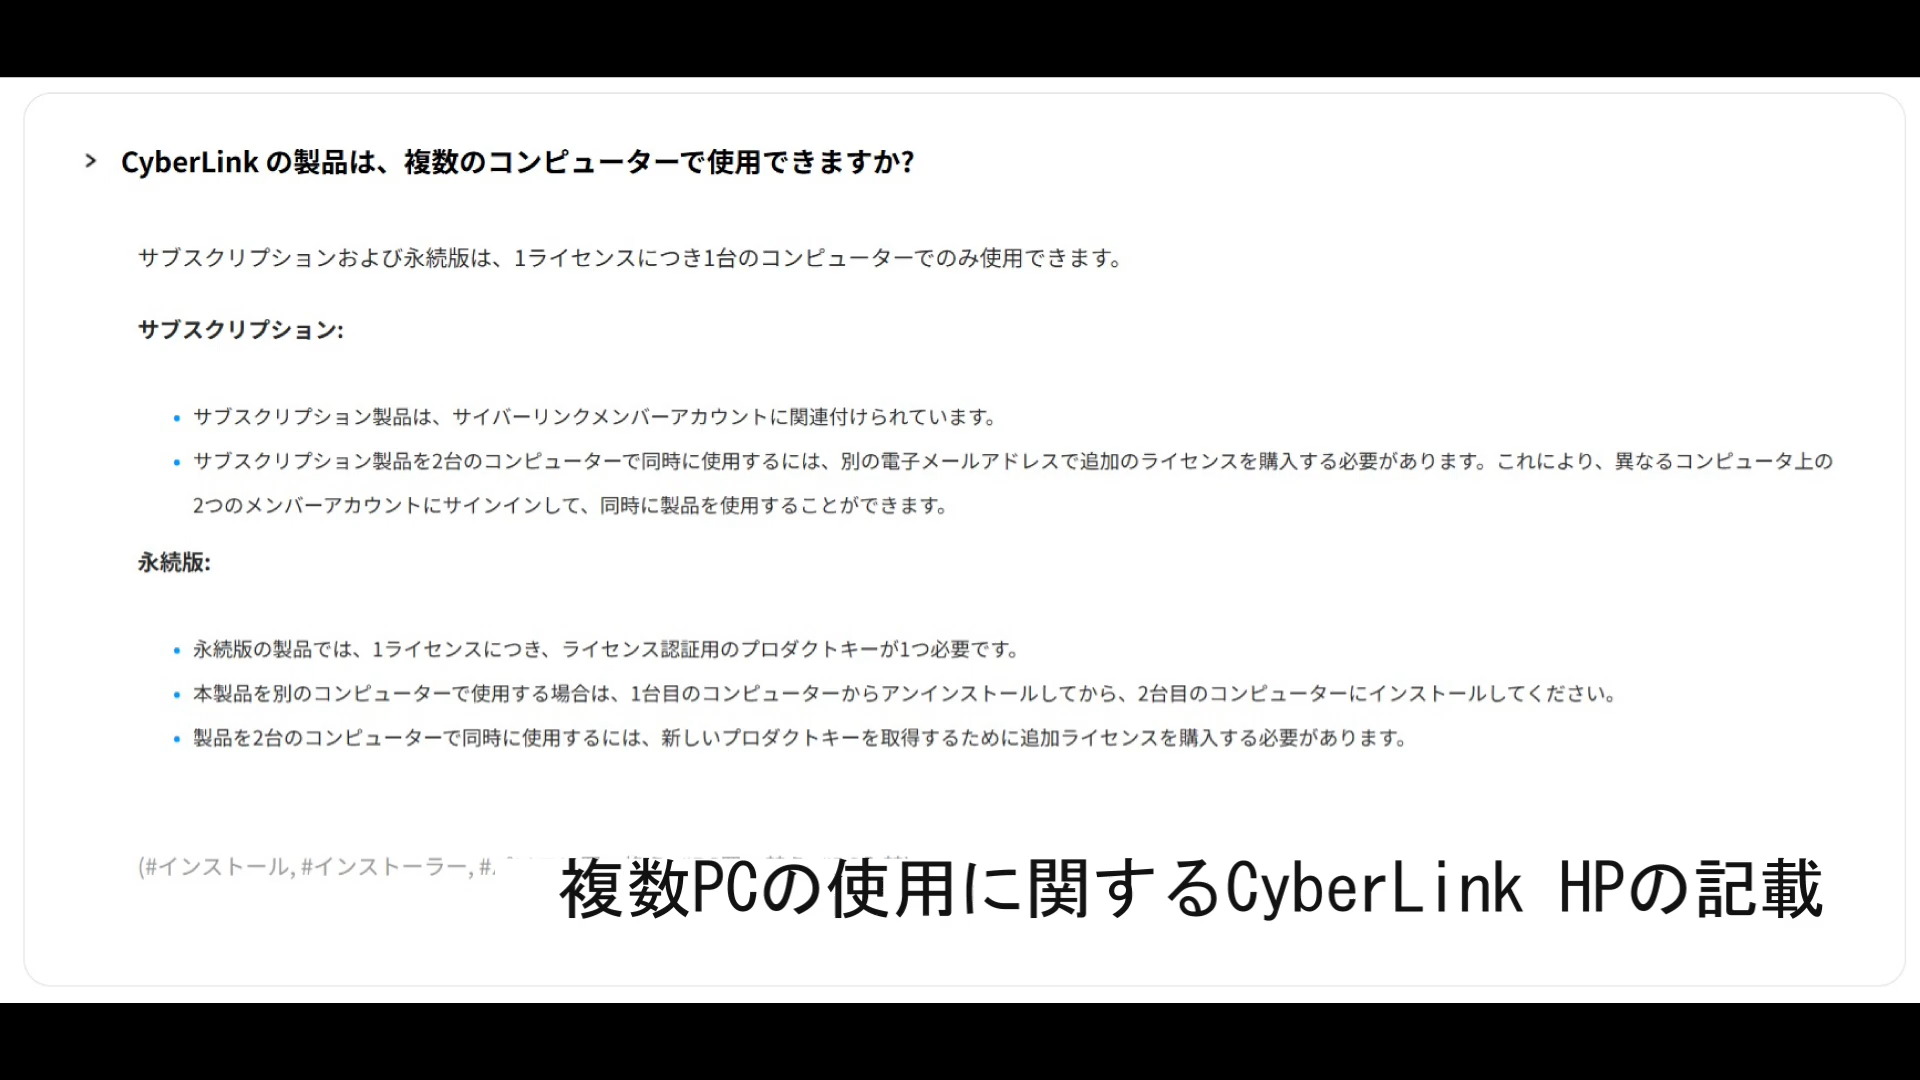 > CyberLink の製品は、複数のコンピューターで使用できますか?
サブスクリプションおよび永続版は、1ライセンスにつき1台のコンピューターでのみ使用できます。
サブスクリプション:
• サブスクリプション製品は、サイバーリンクメンバーアカウントに関連付けられています。
• サブスクリプション製品を2台のコンピューターで同時に使用するには、別の電子メールアドレスで追加のライセンスを購入する必要があります。これにより、異なるコンピュータ上の
2つのメンバーアカウントにサインインして、同時に製品を使用することができます。
永続版:
• 永続版の製品では、1ライセンスにつき、ライセンス認証用のプロダクトキーが1つ必要です。
• 本製品を別のコンピューターで使用する場合は、1台目のコンピューターからアンインストールしてから、2台目のコンピューターにインストールしてください。
• 製品を2台のコンピューターで同時に使用するには、新しいプロダクトキーを取得するために追加ライセンスを購入する必要があります。
(#インストール, #インストーラー,
複数PCの使用に関するCyberLink HPの記載